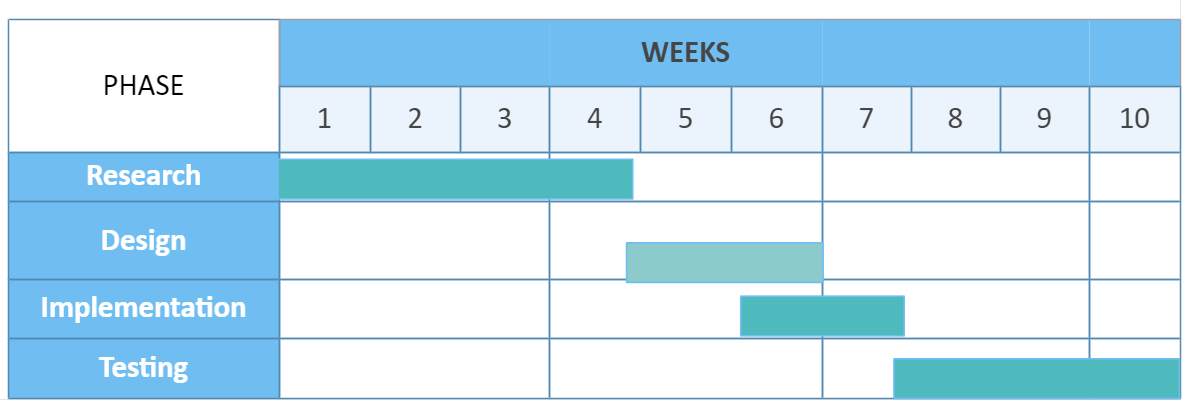 PHASE
WEEKS
1 2 3 4 5 6 7 8 9 10
Research
Design
Implementation
Testing